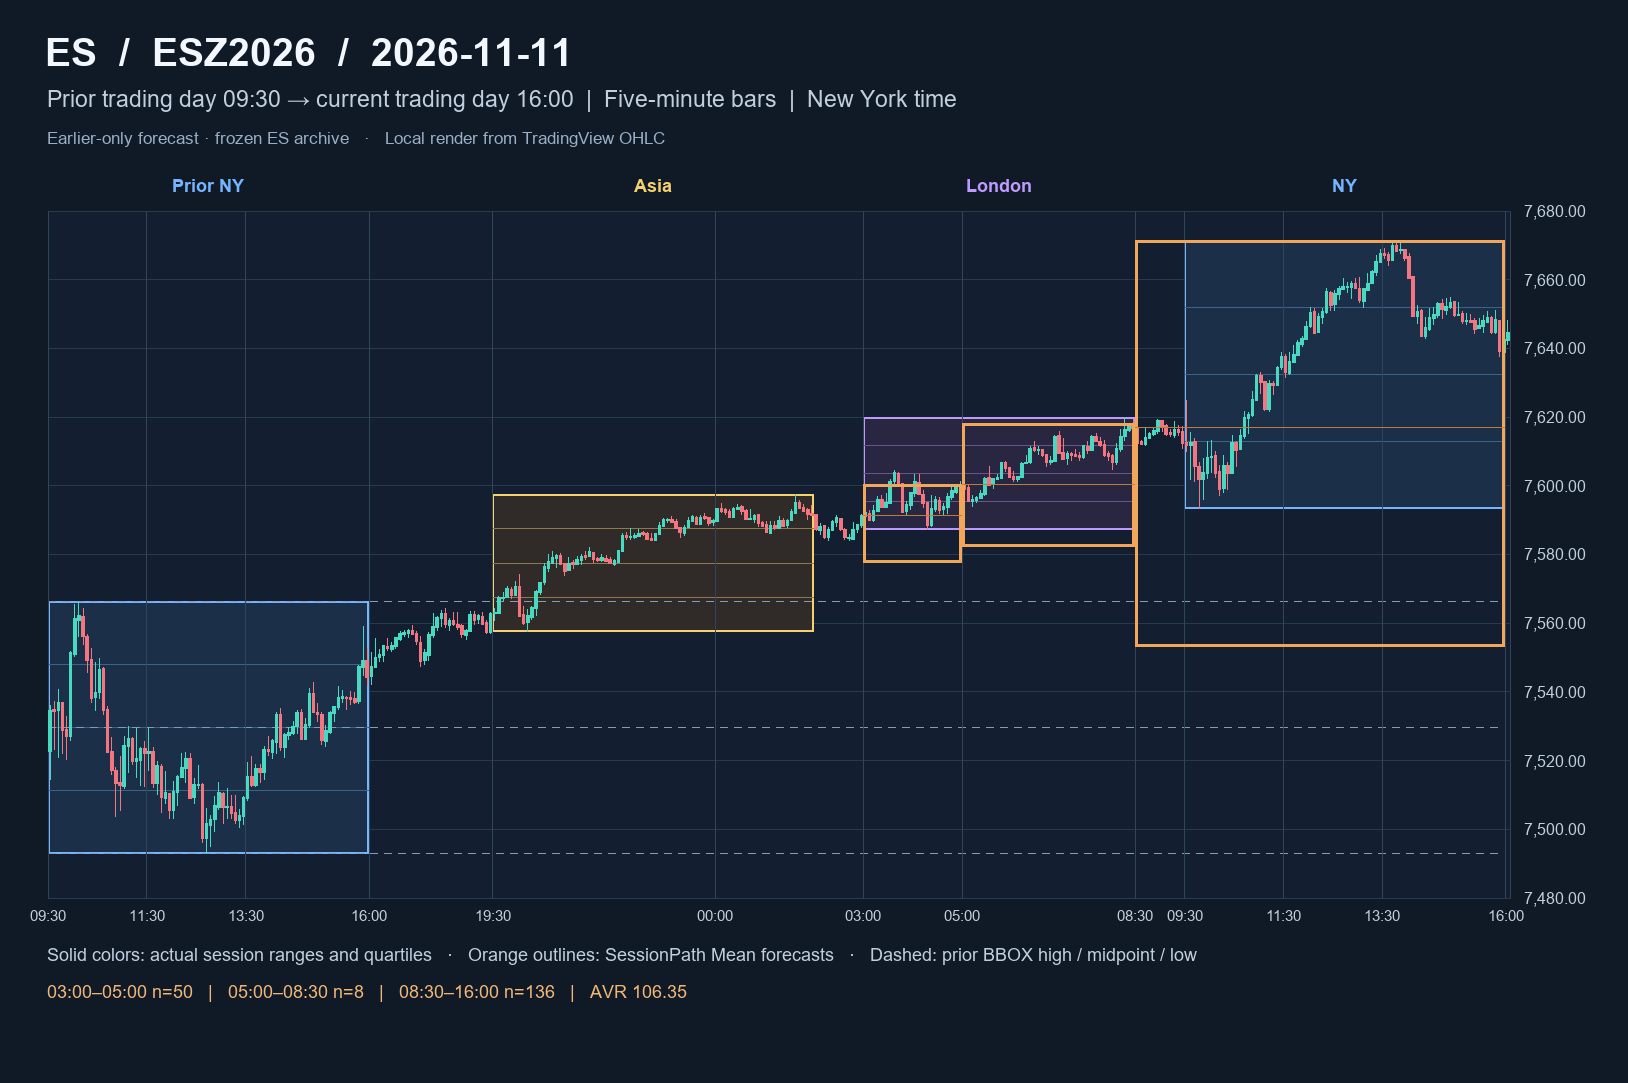 ES / ESZ2026 / 2026-11-11
Prior trading day 09:30 → current trading day 16:00 | Five-minute bars | New York time
Earlier-only forecast · frozen ES archive · Local render from TradingView OHLC
Prior NY Asia London NY
7,680.00
7,660.00
7,640.00
7,620.00
7,600.00
7,580.00
7,560.00
7,540.00
7,520.00
7,500.00
7,480.00
09:30 11:30 13:30 16:00 19:30 00:00 03:00 05:00 08:30 09:30 11:30 13:30 16:00
Solid colors: actual session ranges and quartiles · Orange outlines: SessionPath Mean forecasts · Dashed: prior BBOX high / midpoint / low
03:00–05:00 n=50 | 05:00–08:30 n=8 | 08:30–16:00 n=136 | AVR 106.35